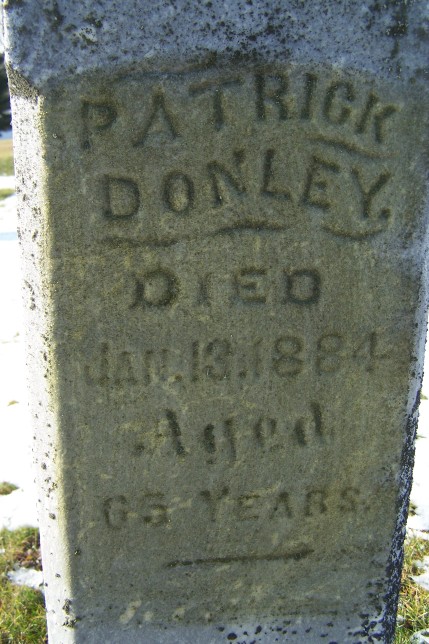 PATRICK
DONLEY,
DIED
JAN. 13, 1884
Aged
65 YEARS.